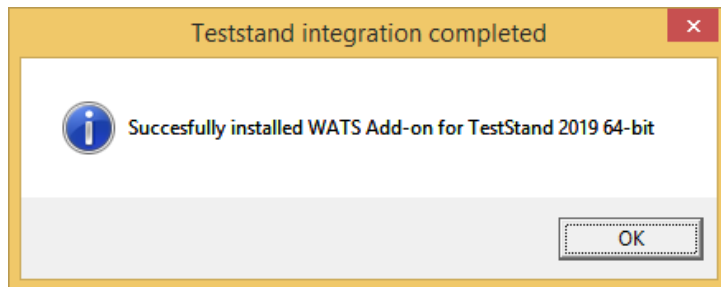 Teststand integration completed
Succesfully installed WATS Add-on for TestStand 2019 64-bit
OK